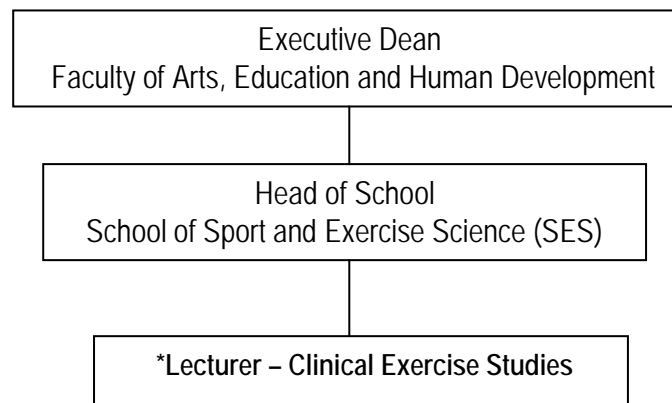 Executive Dean
Faculty of Arts, Education and Human Development
Head of School
School of Sport and Exercise Science (SES)
*Lecturer – Clinical Exercise Studies